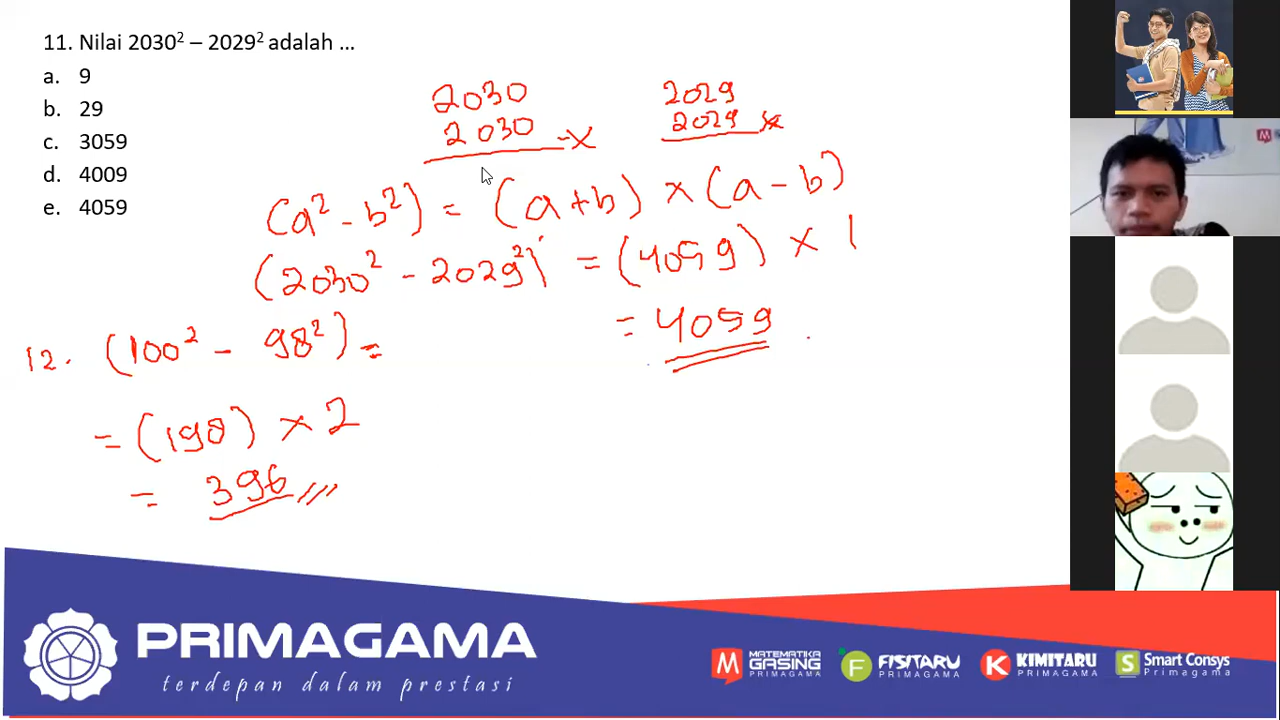 11. Nilai 2030² – 2029² adalah ...
a. 9
b. 29
c. 3059
d. 4009
e. 4059
2030
2030 ×
2029
2029 ×
(a² - b²) = (a+b) × (a-b)
(2030² - 2029²) = (4059) × 1
= 4059
12. (100² - 98²) =
= (198) × 2
= 396
PRIMAGAMA
terdepan dalam prestasi
MATEMATIKA
GASING
PRIMAGAMA
FISITARU
PRIMAGAMA
KIMITARU
PRIMAGAMA
Smart Consys
Primagama